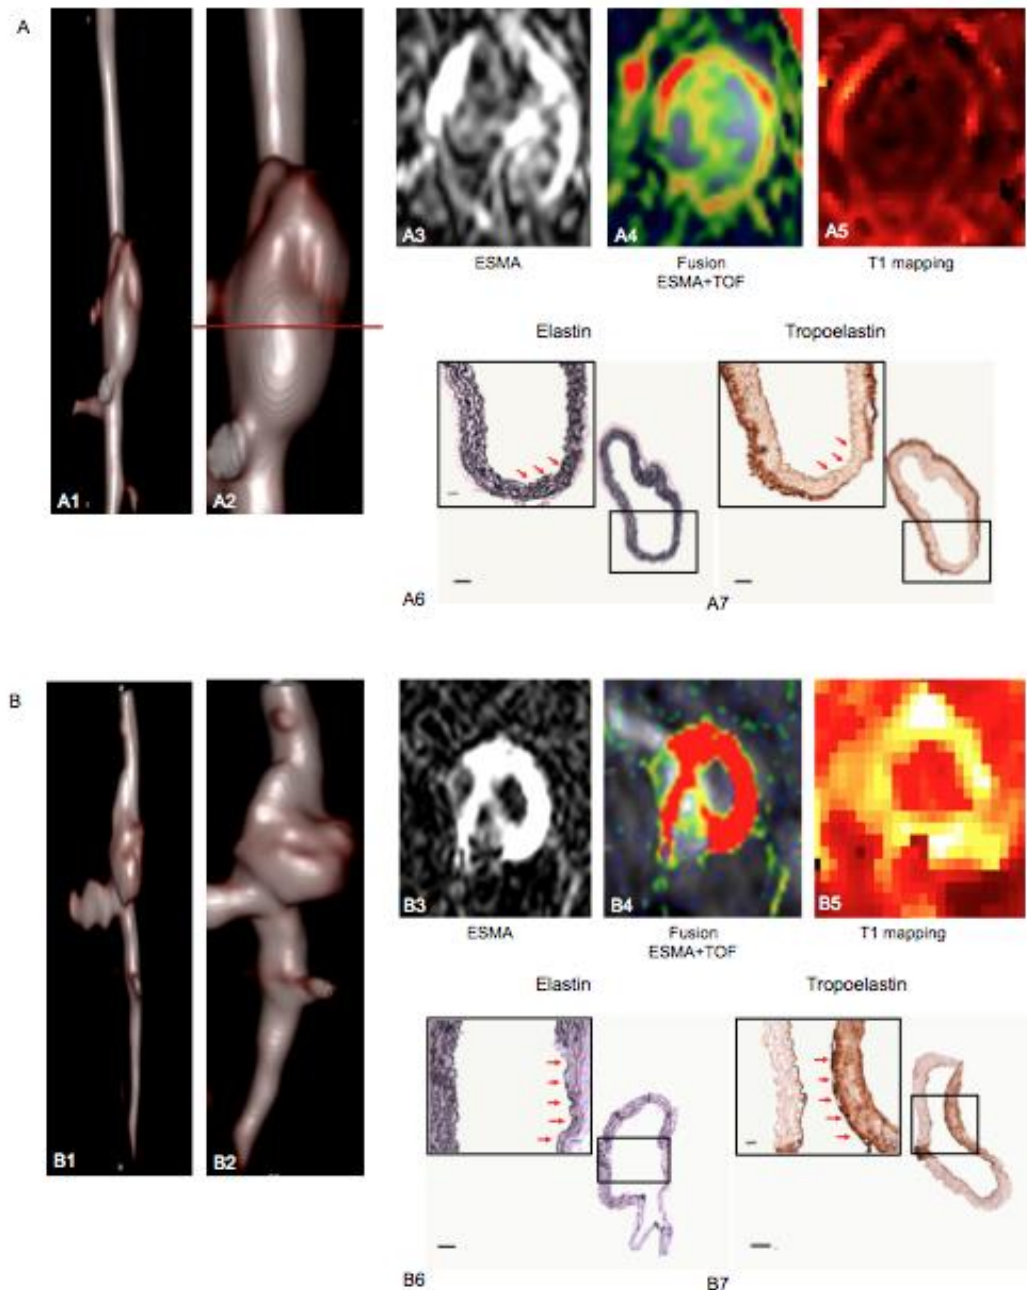 A
A1
A2
A3
A4
A5
ESMA
Fusion
ESMA+TOF
T1 mapping
Elastin
Tropoelastin
A6
A7
B
B1
B2
B3
B4
B5
ESMA
Fusion
ESMA+TOF
T1 mapping
Elastin
Tropoelastin
B6
B7